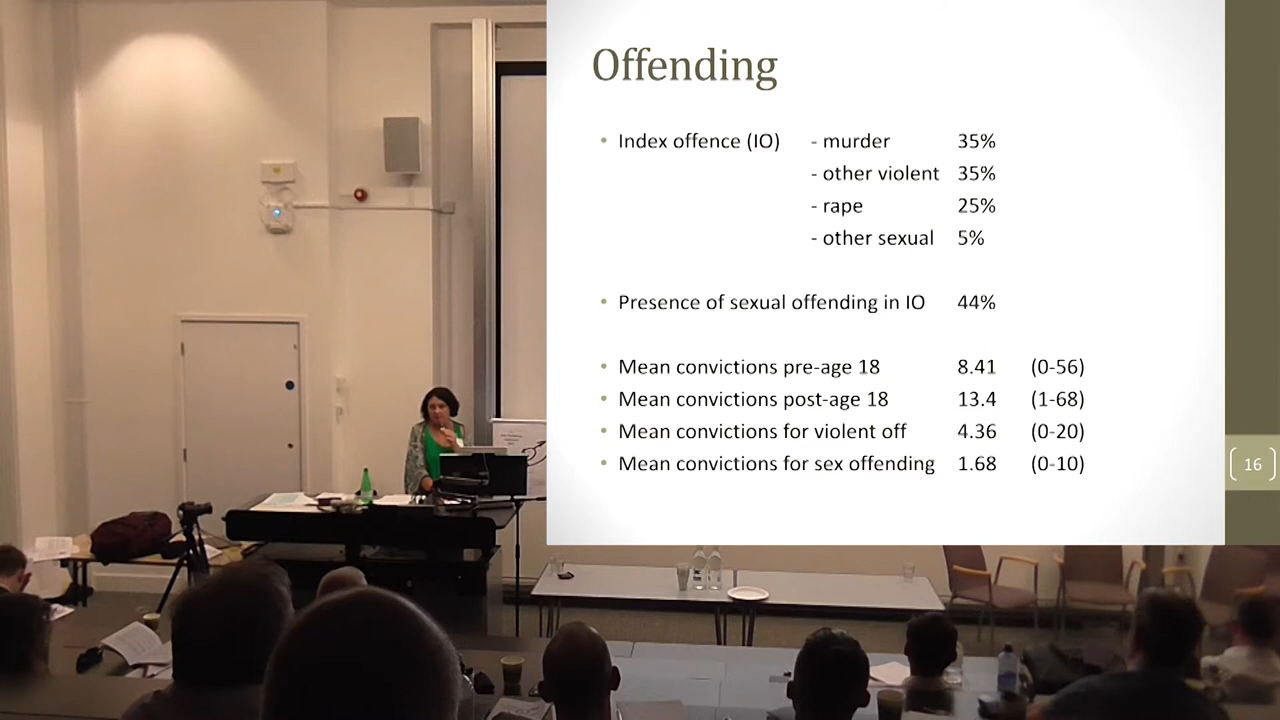 Offending
• Index offence (IO) - murder 35%
- other violent 35%
- rape 25%
- other sexual 5%
• Presence of sexual offending in IO 44%
• Mean convictions pre-age 18 8.41 (0-56)
• Mean convictions post-age 18 13.4 (1-68)
• Mean convictions for violent off 4.36 (0-20)
• Mean convictions for sex offending 1.68 (0-10)
16